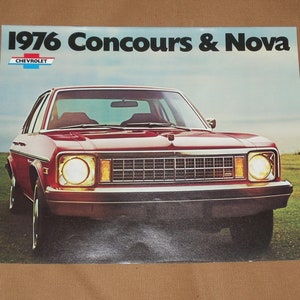 1976 Concours & Nova
CHEVROLET